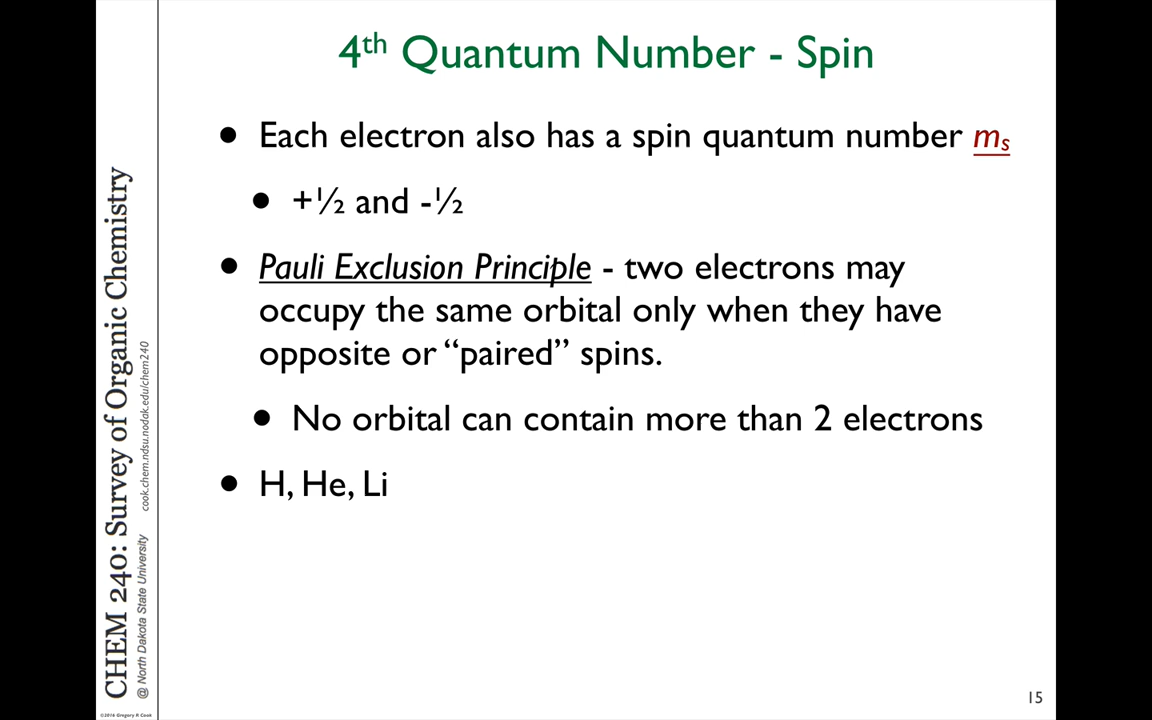 4th Quantum Number - Spin
• Each electron also has a spin quantum number ms
• +½ and -½
• Pauli Exclusion Principle - two electrons may
occupy the same orbital only when they have
opposite or “paired” spins.
• No orbital can contain more than 2 electrons
• H, He, Li
CHEM 240: Survey of Organic Chemistry
@ North Dakota State University cook.chem.ndsu.nodak.edu/chem240
©2016 Gregory R Cook
15